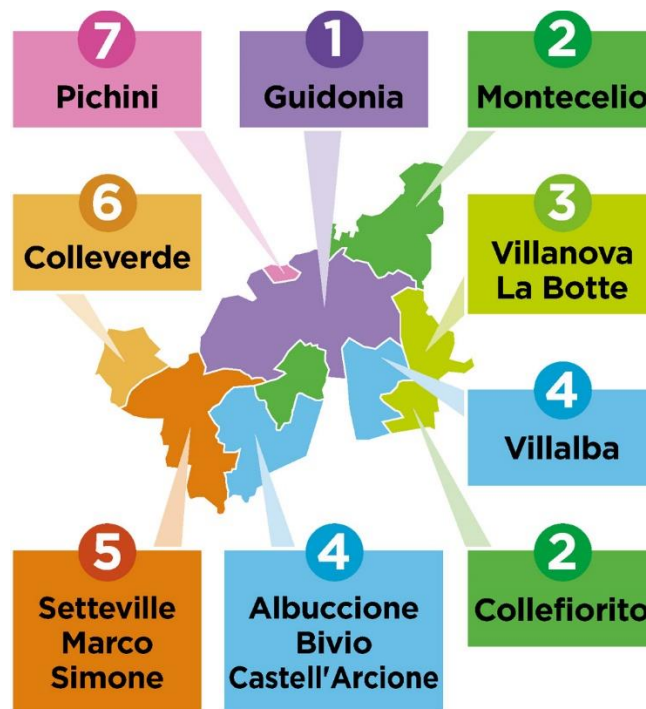 7
Pichini
1
Guidonia
2
Montecelio
6
Colleverde
3
Villanova
La Botte
4
Villalba
5
Setteville
Marco
Simone
4
Albuccione
Bivio
Castell'Arcione
2
Collefiorito